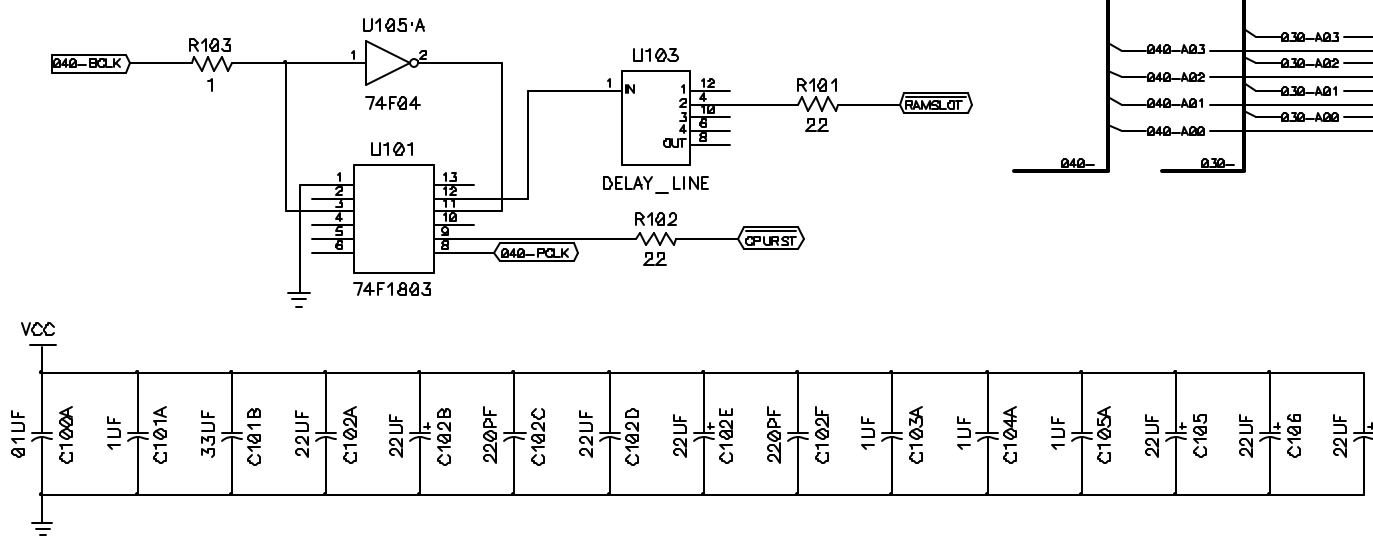 U105·A
R103
040-BCLK
1
2
1
74F04
U103
1
IN
1
12
2
4
3
10
4
6
OUT
8
DELAY_LINE
R101
22
RAMSLOT
U101
1
13
2
12
3
11
4
10
5
9
6
8
74F1803
040-PCLK
R102
22
CPURST
040-A03
040-A02
040-A01
040-A00
040-
030-A03
030-A02
030-A01
030-A00
030-
VCC
01UF
C100A
1UF
C101A
33UF
C101B
22UF
C102A
22UF
+
C102B
220PF
C102C
22UF
C102D
22UF
+
C102E
220PF
C102F
1UF
C103A
1UF
C104A
1UF
C105A
22UF
+
C105
22UF
+
C106
22UF
+